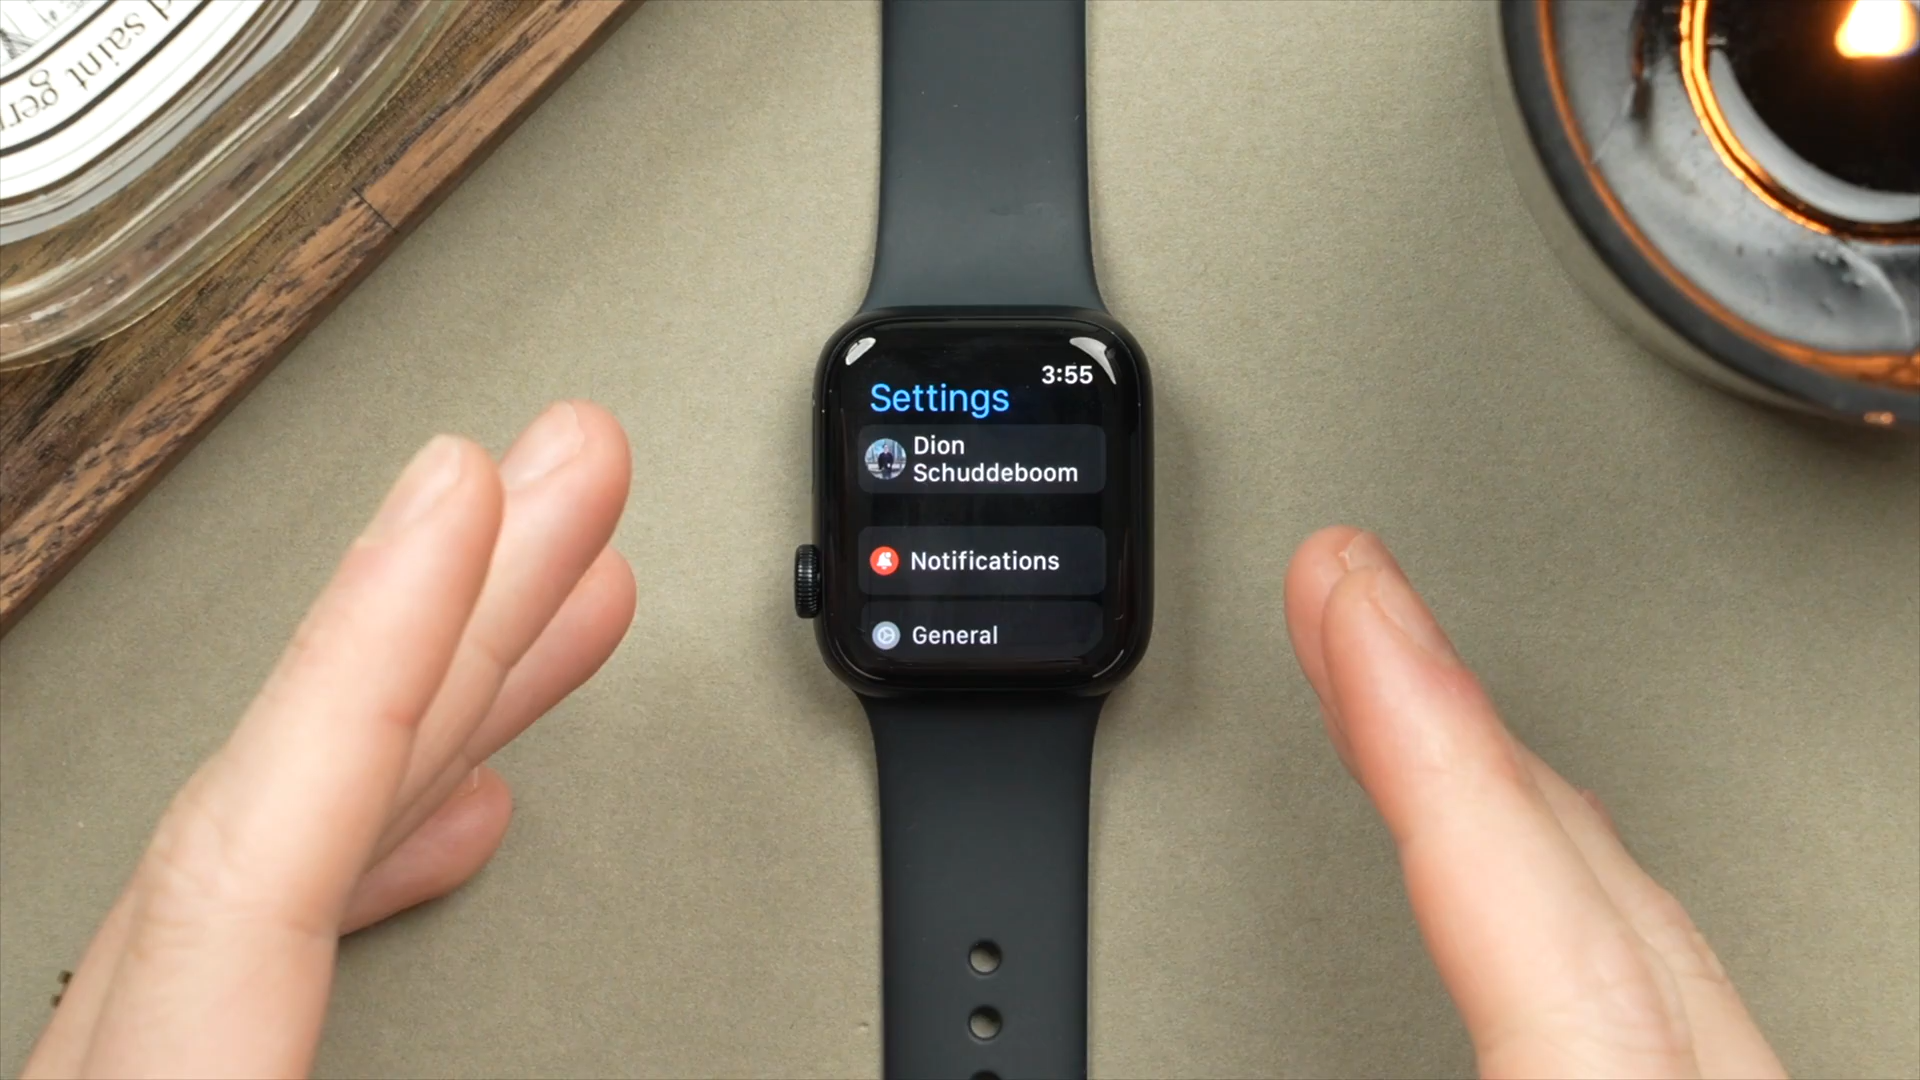 saint ger
3:55
Settings
Dion
Schuddeboom
Notifications
General